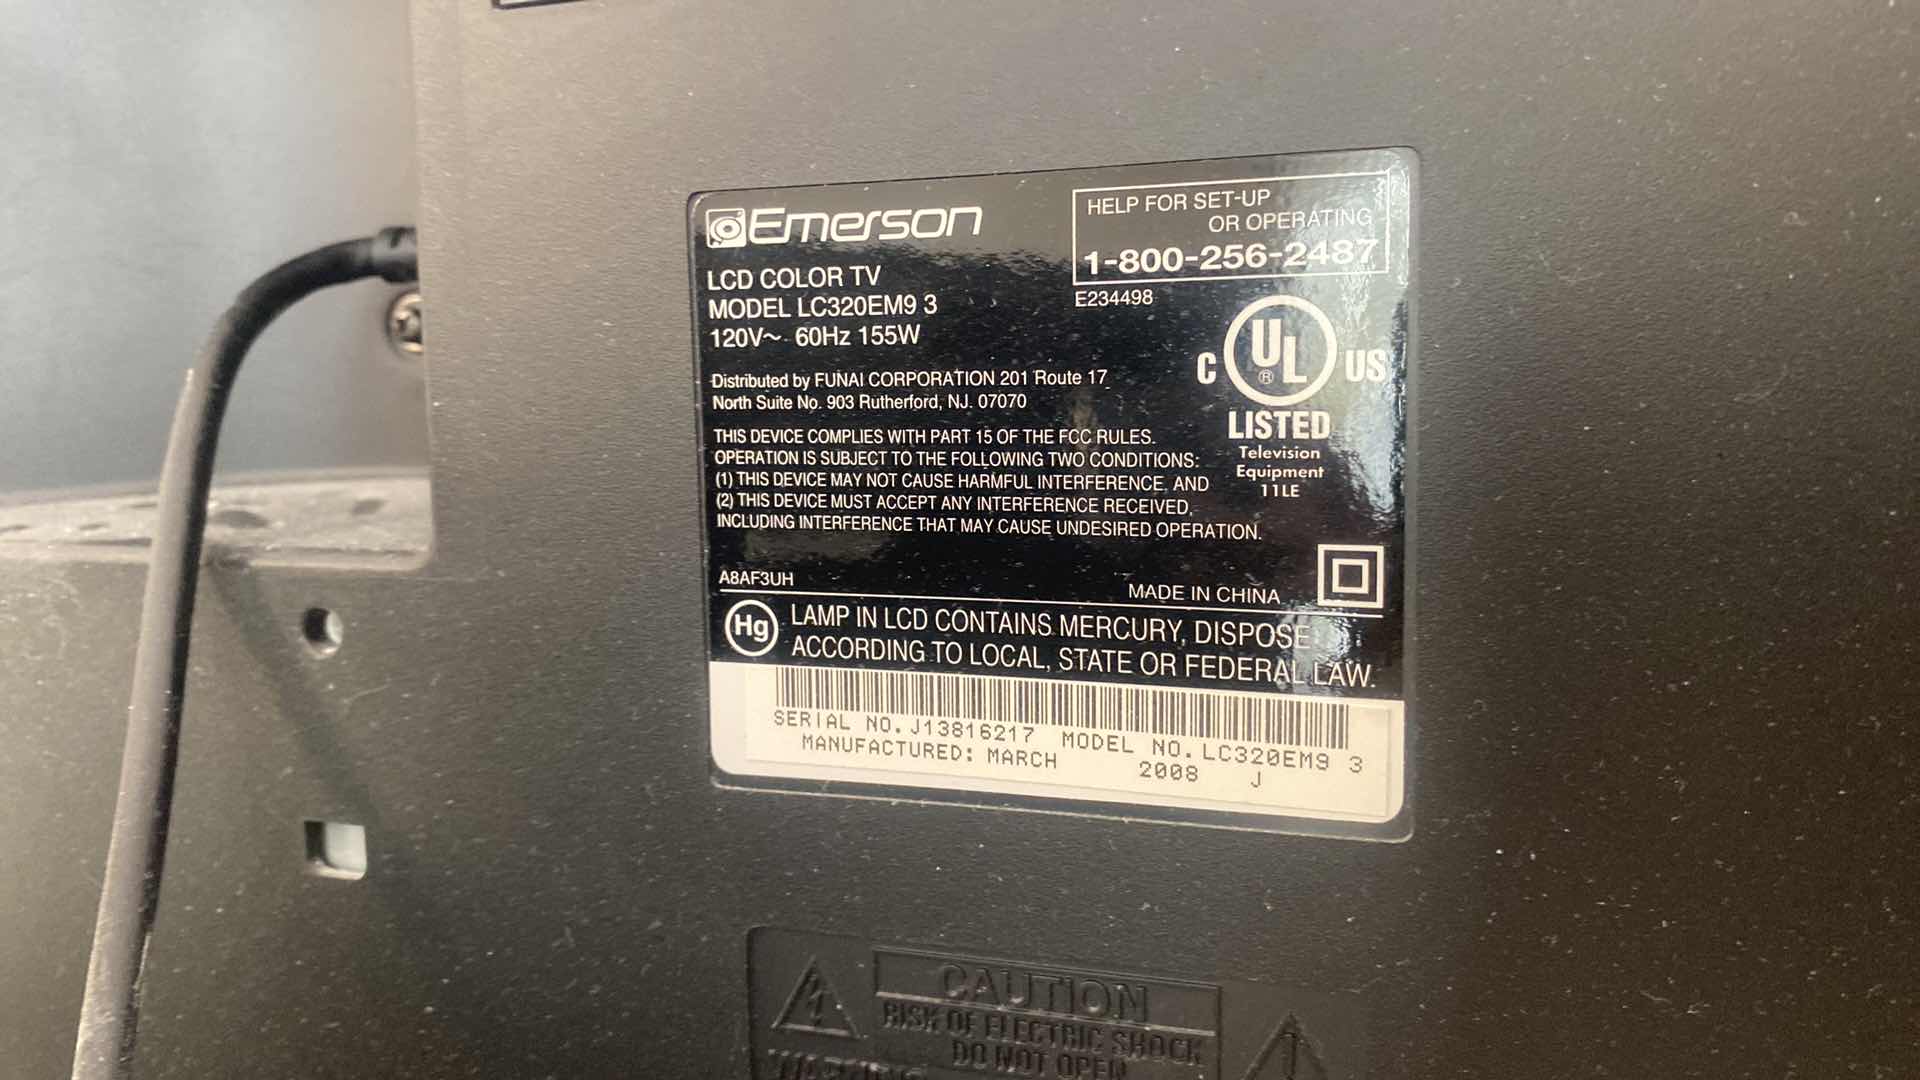 Emerson
LCD COLOR TV
MODEL LC320EM9 3
120V~ 60Hz 155W
HELP FOR SET-UP
OR OPERATING
1-800-256-2487
E234498
Distributed by FUNAI CORPORATION 201 Route 17
North Suite No. 903 Rutherford, NJ. 07070
C UL ® US
LISTED
Television
Equipment
11LE
THIS DEVICE COMPLIES WITH PART 15 OF THE FCC RULES.
OPERATION IS SUBJECT TO THE FOLLOWING TWO CONDITIONS:
(1) THIS DEVICE MAY NOT CAUSE HARMFUL INTERFERENCE, AND
(2) THIS DEVICE MUST ACCEPT ANY INTERFERENCE RECEIVED,
INCLUDING INTERFERENCE THAT MAY CAUSE UNDESIRED OPERATION.
A8AF3UH
MADE IN CHINA
Hg LAMP IN LCD CONTAINS MERCURY, DISPOSE
ACCORDING TO LOCAL, STATE OR FEDERAL LAW.
SERIAL NO. J13816217 MODEL NO. LC320EM9 3
MANUFACTURED: MARCH 2008 J
CAUTION
RISK OF ELECTRIC SHOCK
DO NOT OPEN
WARNING